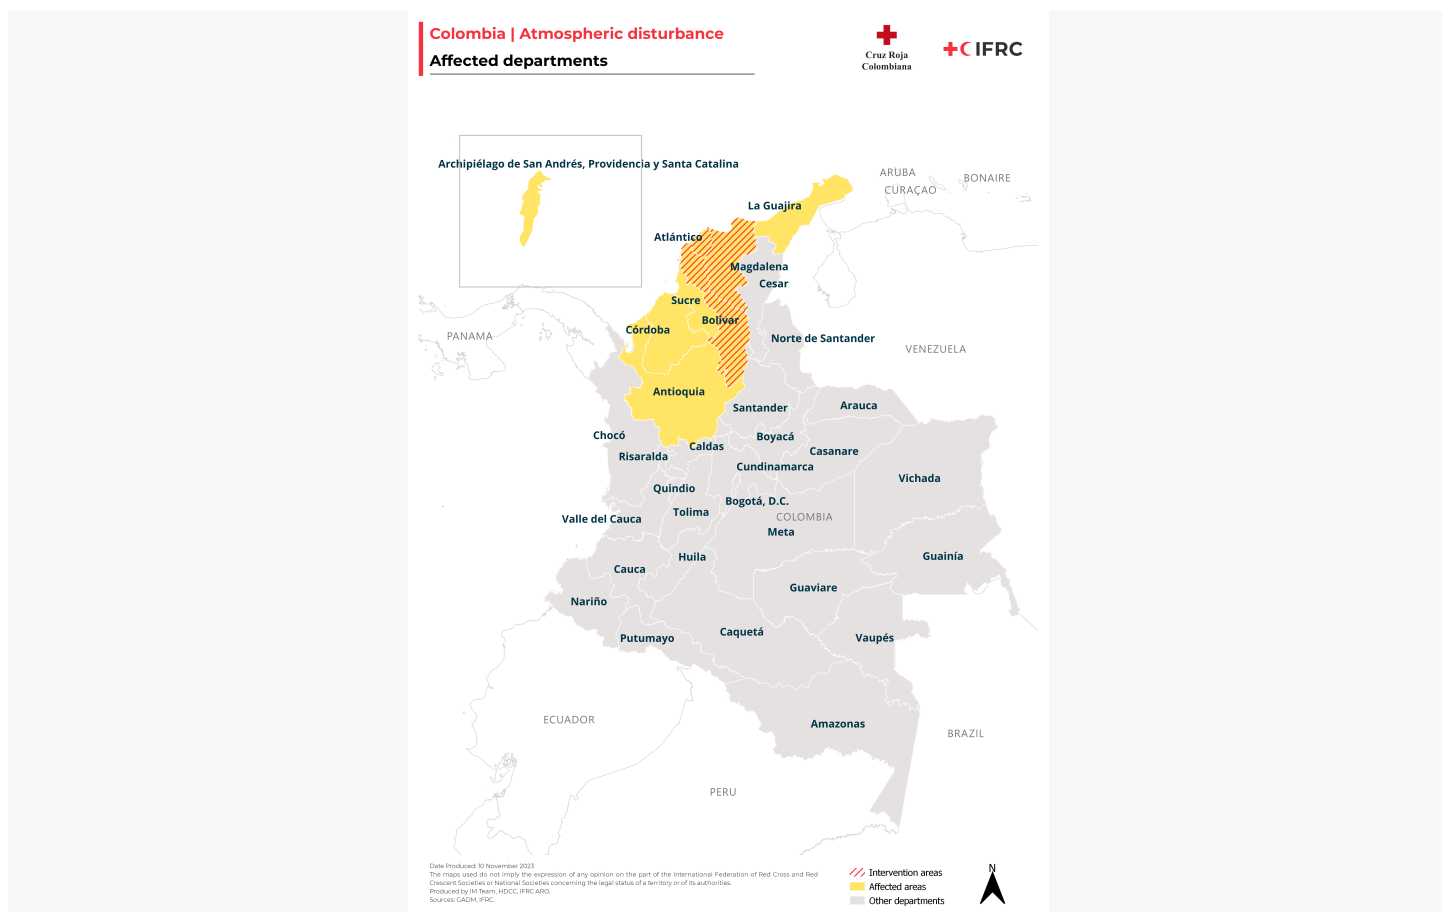 Colombia | Atmospheric disturbance
Affected departments
Cruz Roja
Colombiana
IFRC
Archipiélago de San Andrés, Providencia y Santa Catalina
ARUBA
BONAIRE
CURAÇAO
La Guajira
Atlántico
Magdalena
Cesar
Sucre
Bolívar
Córdoba
PANAMA
Norte de Santander
VENEZUELA
Antioquia
Santander
Arauca
Chocó
Boyacá
Caldas
Casanare
Risaralda
Cundinamarca
Vichada
Quindio
Bogotá, D.C.
Tolima
COLOMBIA
Valle del Cauca
Meta
Huila
Guainía
Cauca
Guaviare
Nariño
Caquetá
Putumayo
Vaupés
ECUADOR
Amazonas
BRAZIL
PERU
Date Produced: 10 November 2023
The maps used do not imply the expression of any opinion on the part of the International Federation of Red Cross and Red
Crescent Societies or National Societies concerning the legal status of a territory or of its authorities.
Produced by IM Team, HDCC, IFRC ARO.
Sources: GADM, IFRC.
Intervention areas
Affected areas
Other departments
N